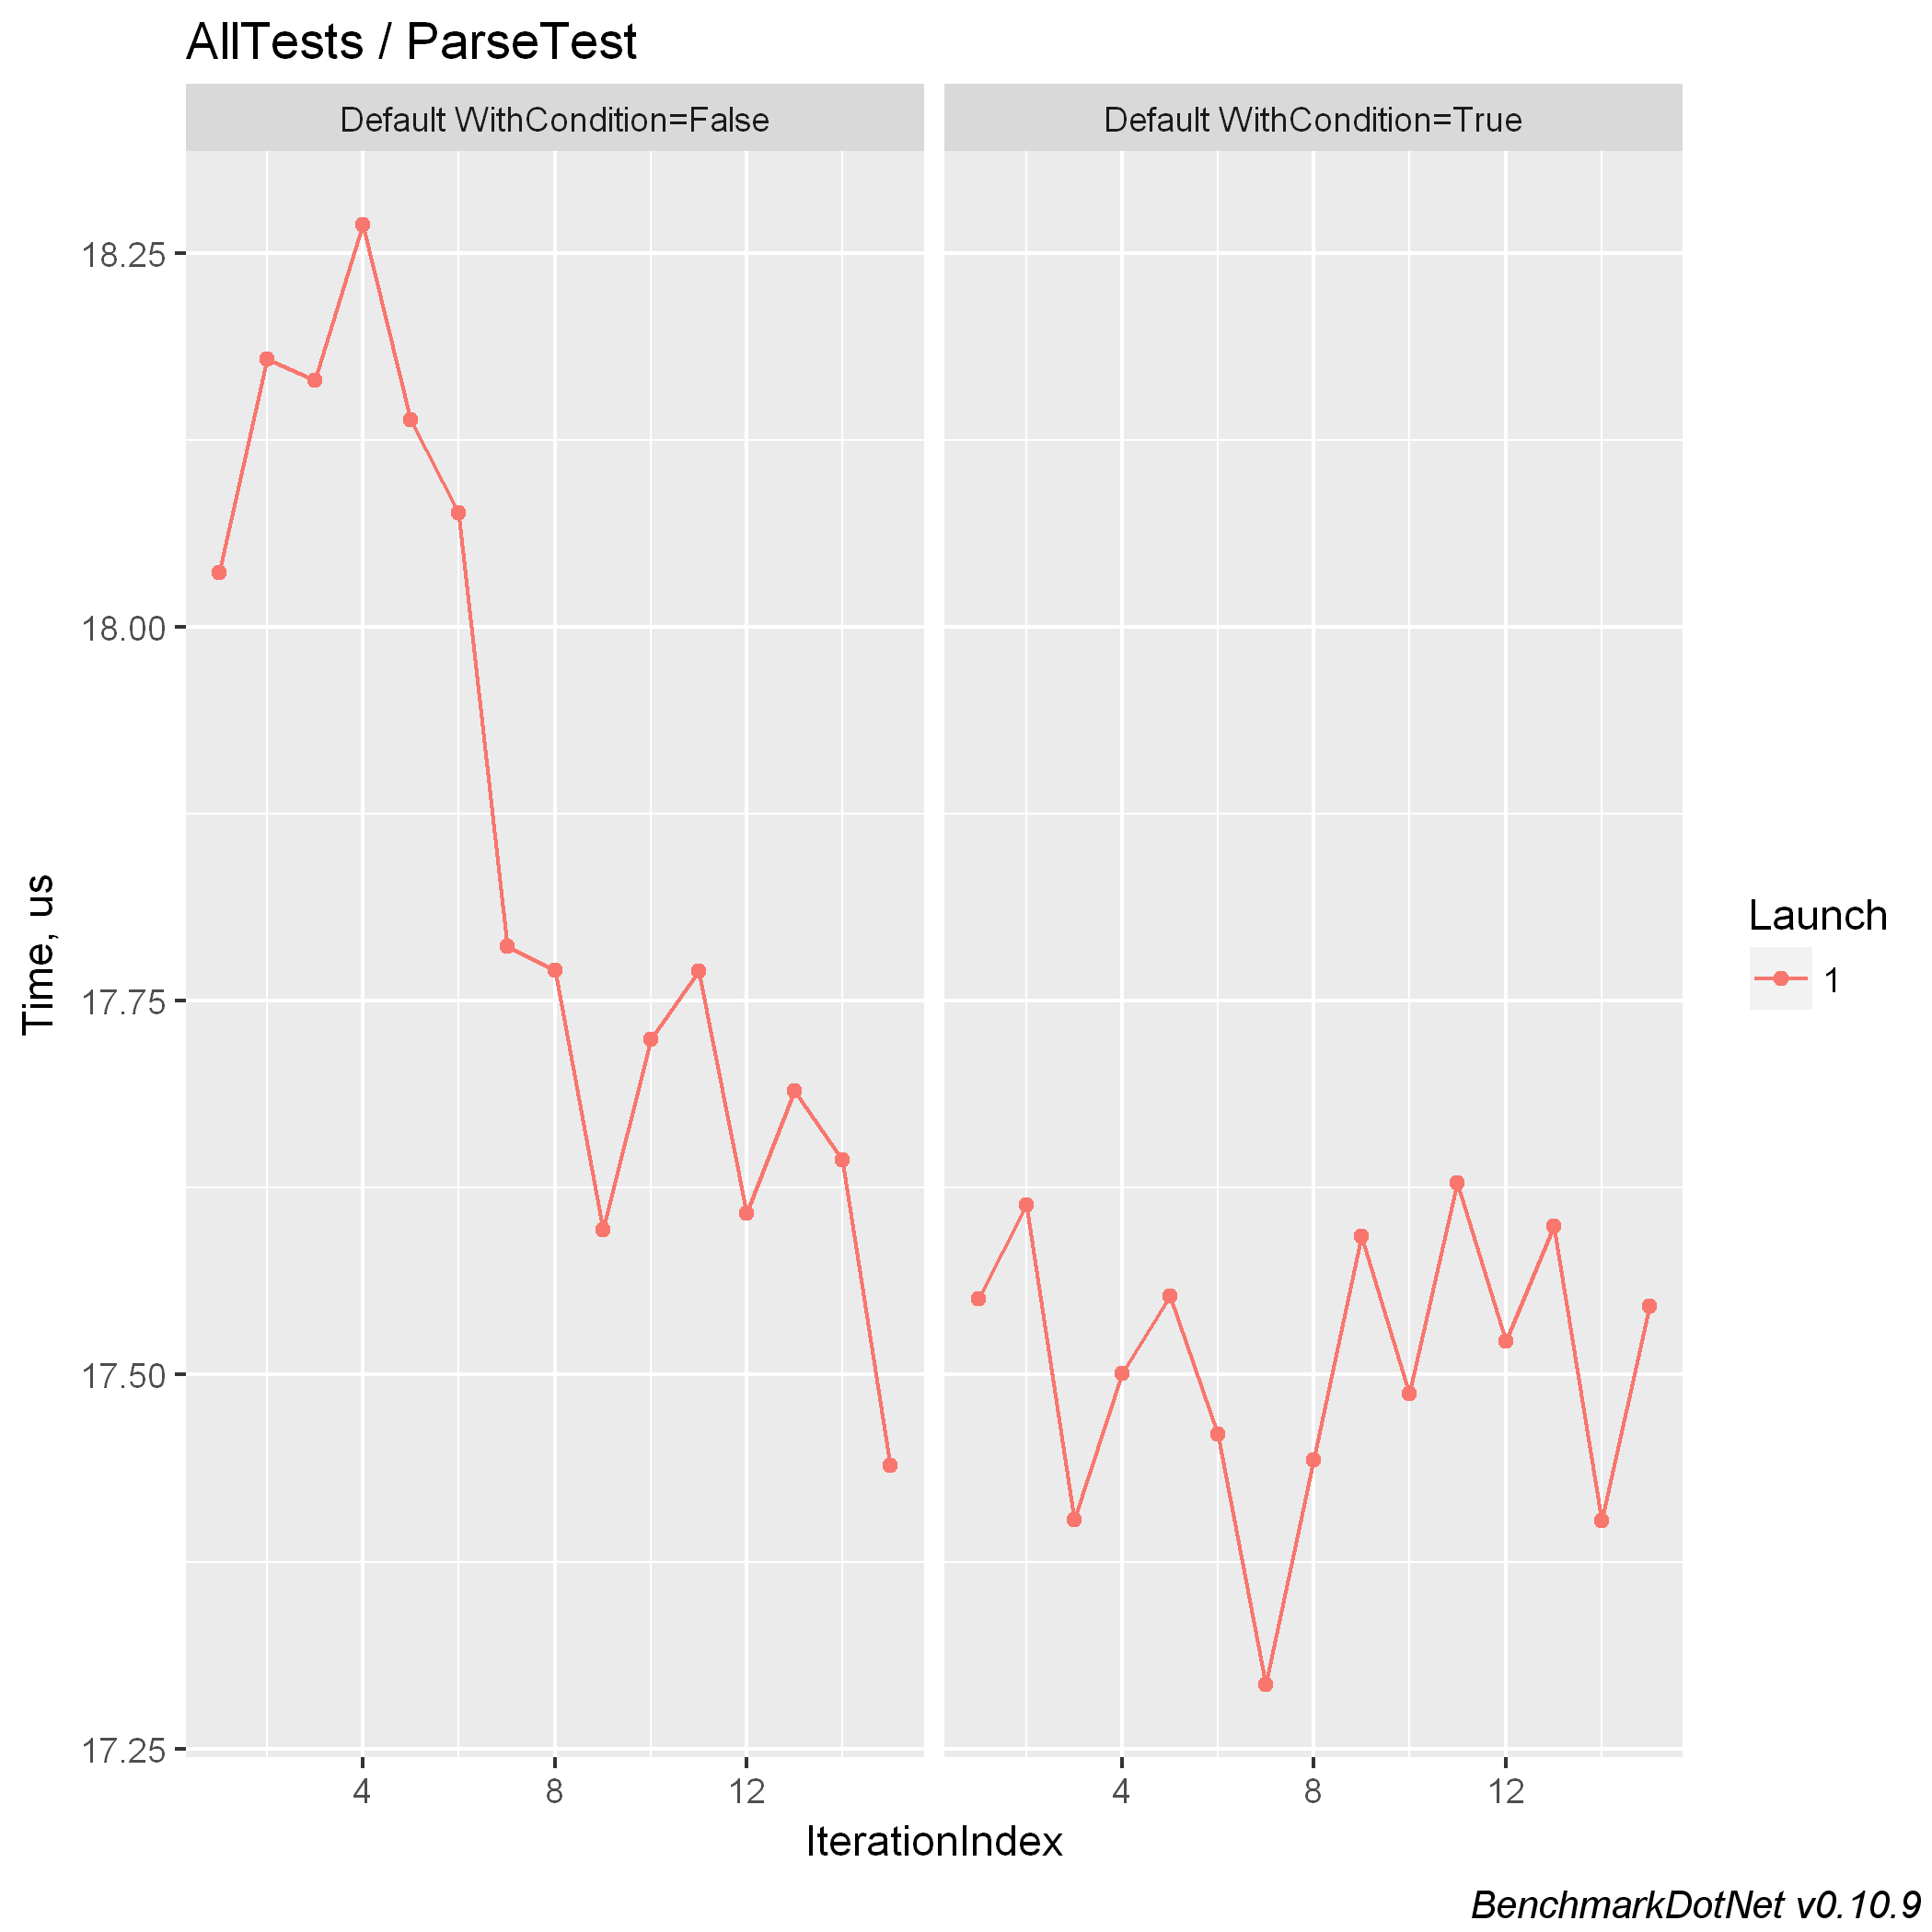 AllTests / ParseTest
Default WithCondition=False
Default WithCondition=True
18.25
18.00
17.75
17.50
17.25
Time, us
4 8 12
4 8 12
IterationIndex
Launch
1
BenchmarkDotNet v0.10.9